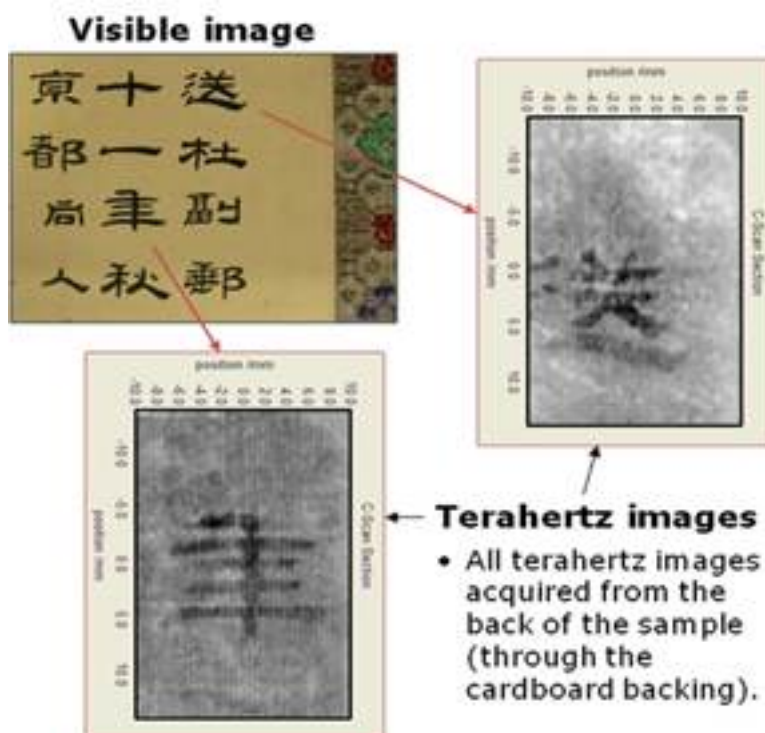 Visible image
送杜副郵
十一年秋
京都尚人
position /mm
position /mm
C-Scan Section
position /mm
position /mm
C-Scan Section
Terahertz images
• All terahertz images
acquired from the
back of the sample
(through the
cardboard backing).